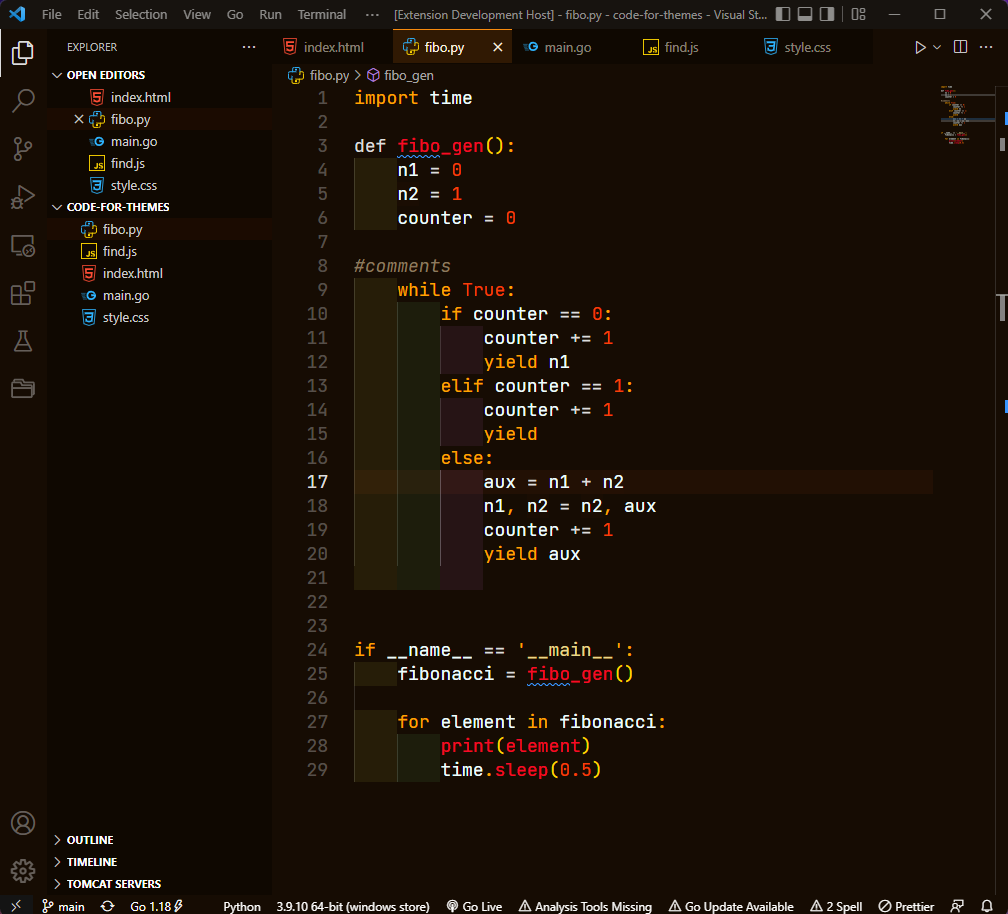 File Edit Selection View Go Run Terminal ··· [Extension Development Host] - fibo.py - code-for-themes - Visual St...
EXPLORER ···
index.html fibo.py main.go find.js style.css
OPEN EDITORS
index.html
fibo.py
main.go
find.js
style.css
CODE-FOR-THEMES
fibo.py
find.js
index.html
main.go
style.css
OUTLINE
TIMELINE
TOMCAT SERVERS
fibo.py > fibo_gen
1 import time
2
3 def fibo_gen():
4 n1 = 0
5 n2 = 1
6 counter = 0
7
8 #comments
9 while True:
10 if counter == 0:
11 counter += 1
12 yield n1
13 elif counter == 1:
14 counter += 1
15 yield
16 else:
17 aux = n1 + n2
18 n1, n2 = n2, aux
19 counter += 1
20 yield aux
21
22
23
24 if __name__ == '__main__':
25 fibonacci = fibo_gen()
26
27 for element in fibonacci:
28 print(element)
29 time.sleep(0.5)
main Go 1.18 Python 3.9.10 64-bit (windows store) Go Live Analysis Tools Missing Go Update Available 2 Spell Prettier